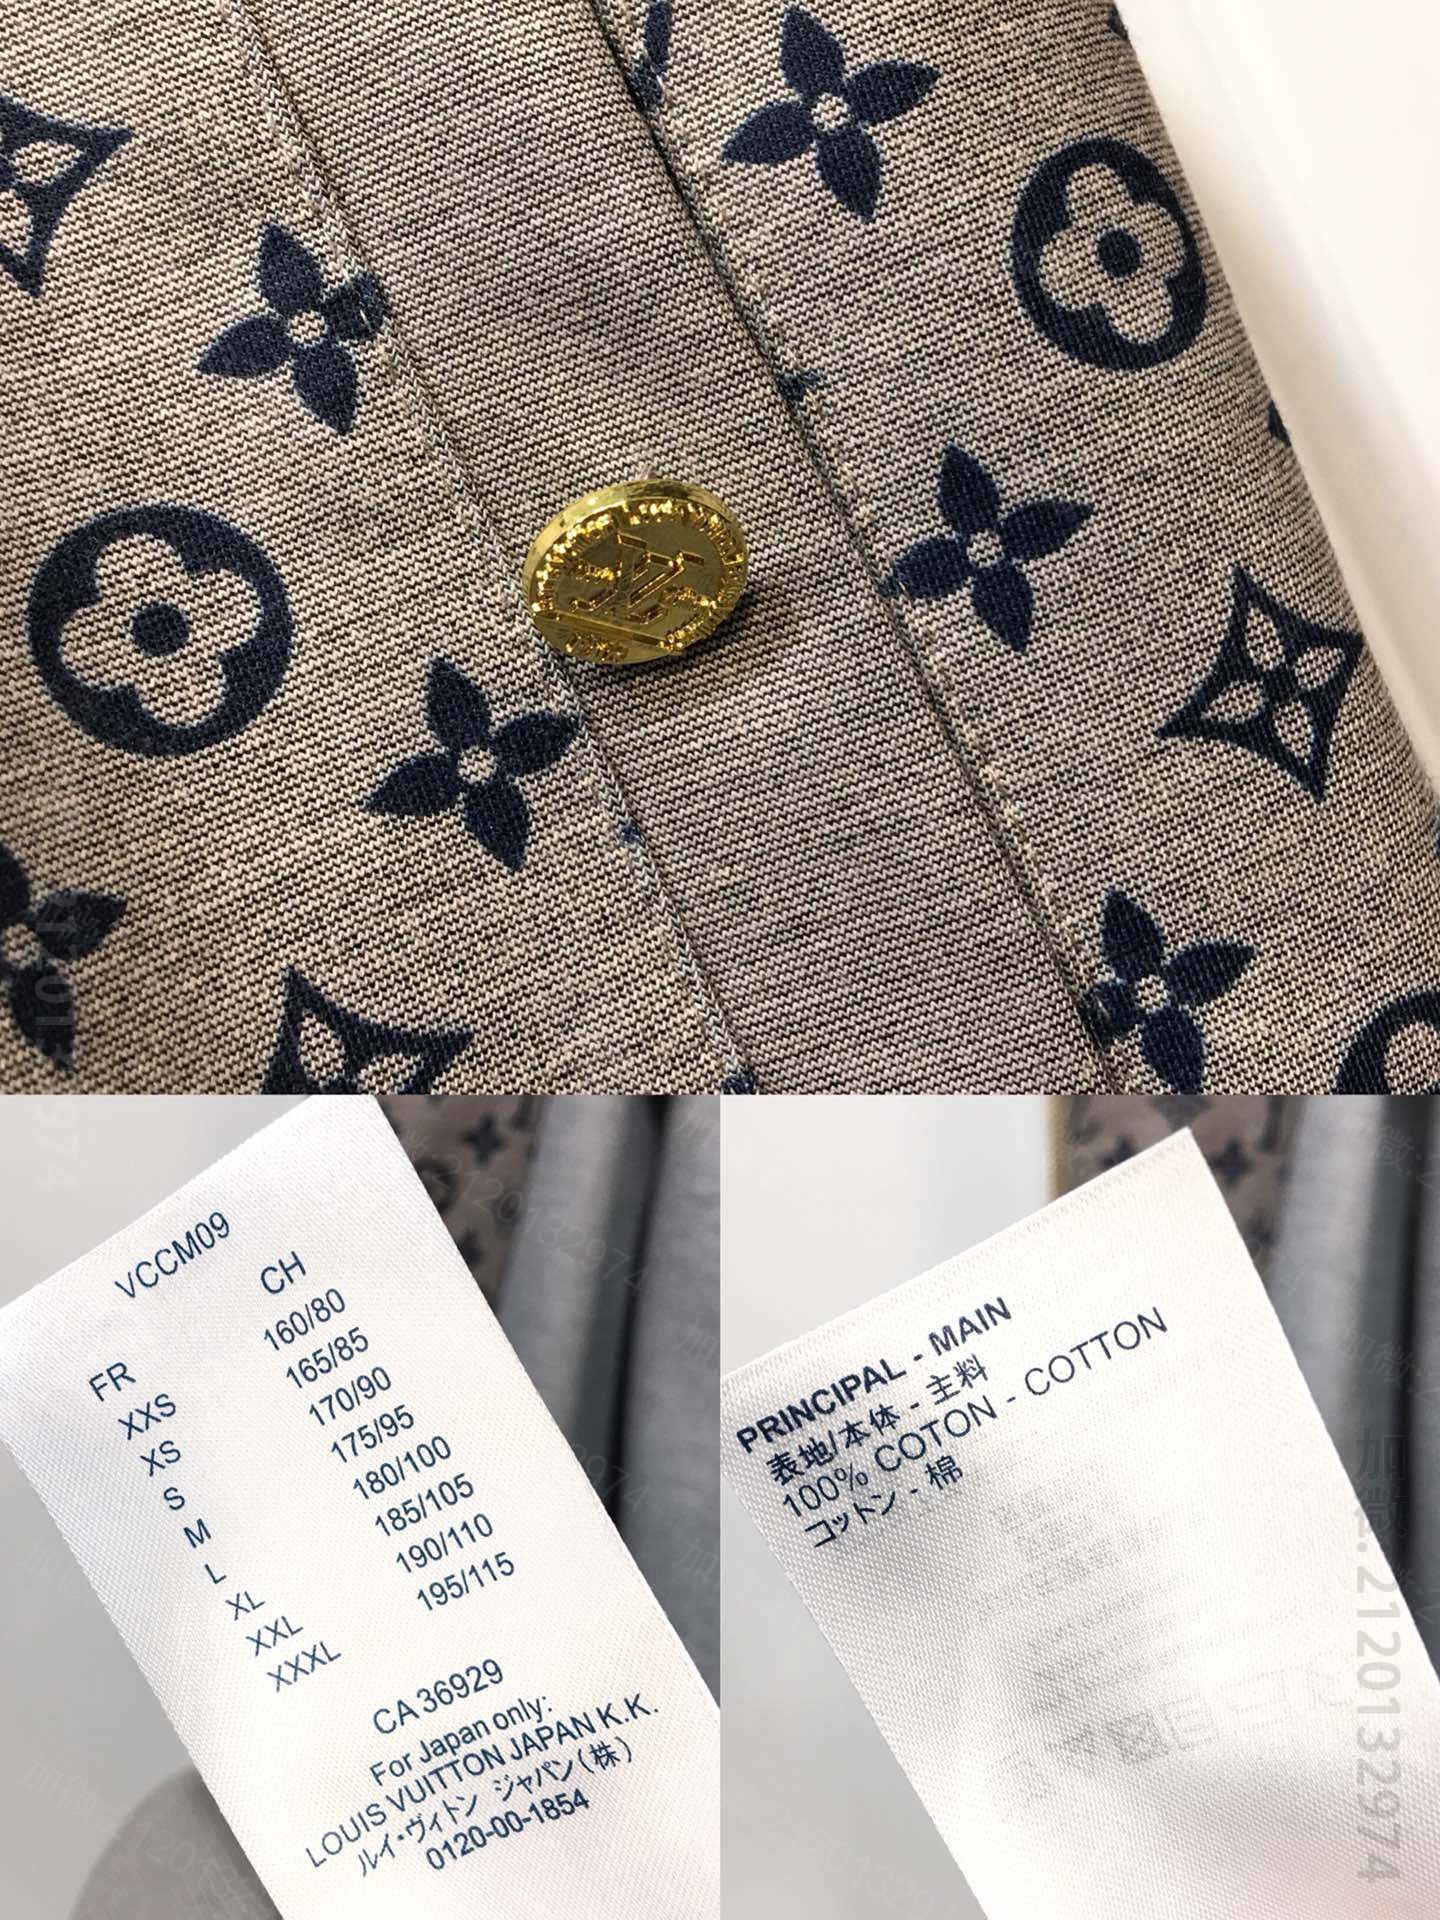 VCCM09
FR CH
XXS 160/80
XS 165/85
S 170/90
M 175/95
L 180/100
XL 185/105
XXL 190/110
XXXL 195/115
CA 36929
For Japan only:
LOUIS VUITTON JAPAN K.K.
ルイ・ヴィトン ジャパン(株)
0120-00-1854
PRINCIPAL - MAIN
表地/本体 - 主料
100% COTON - COTTON
コットン - 棉
LV
加微:2120132974